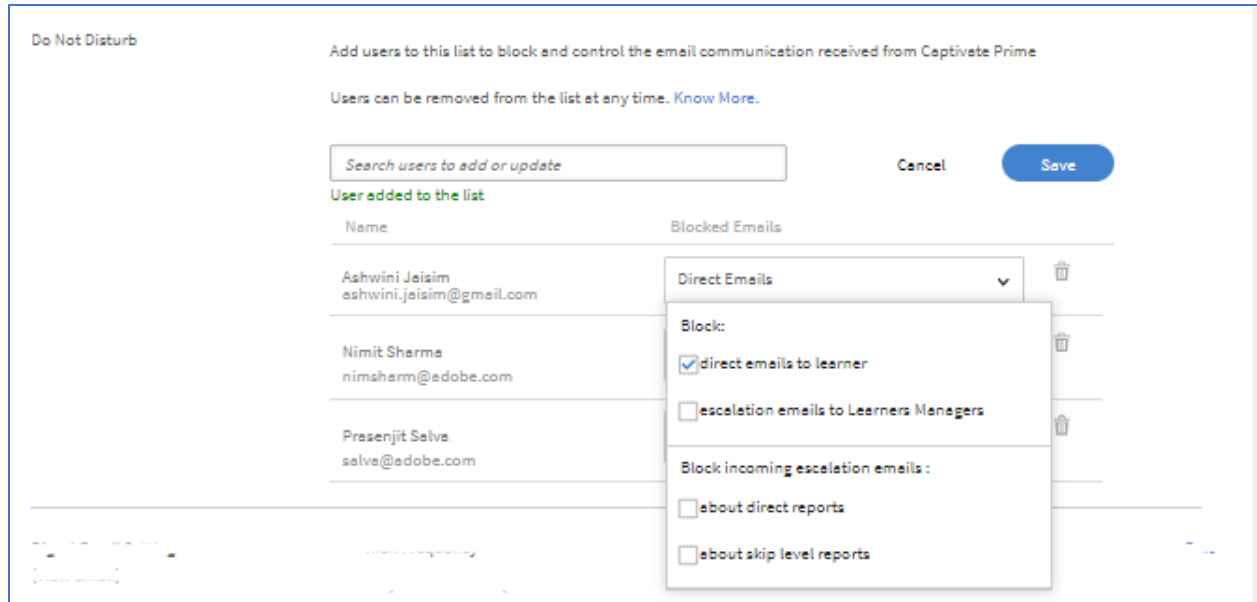 Do Not Disturb
Add users to this list to block and control the email communication received from Captivate Prime
Users can be removed from the list at any time. Know More.
Search users to add or update
Cancel
Save
User added to the list
Name
Blocked Emails
Ashwini Jaisim
ashwini.jaisim@gmail.com
Direct Emails
Block:
Nimit Sharma
nimsharm@adobe.com
direct emails to learner
escalation emails to Learners Managers
Prasenjit Salva
salva@adobe.com
Block incoming escalation emails :
about direct reports
about skip level reports